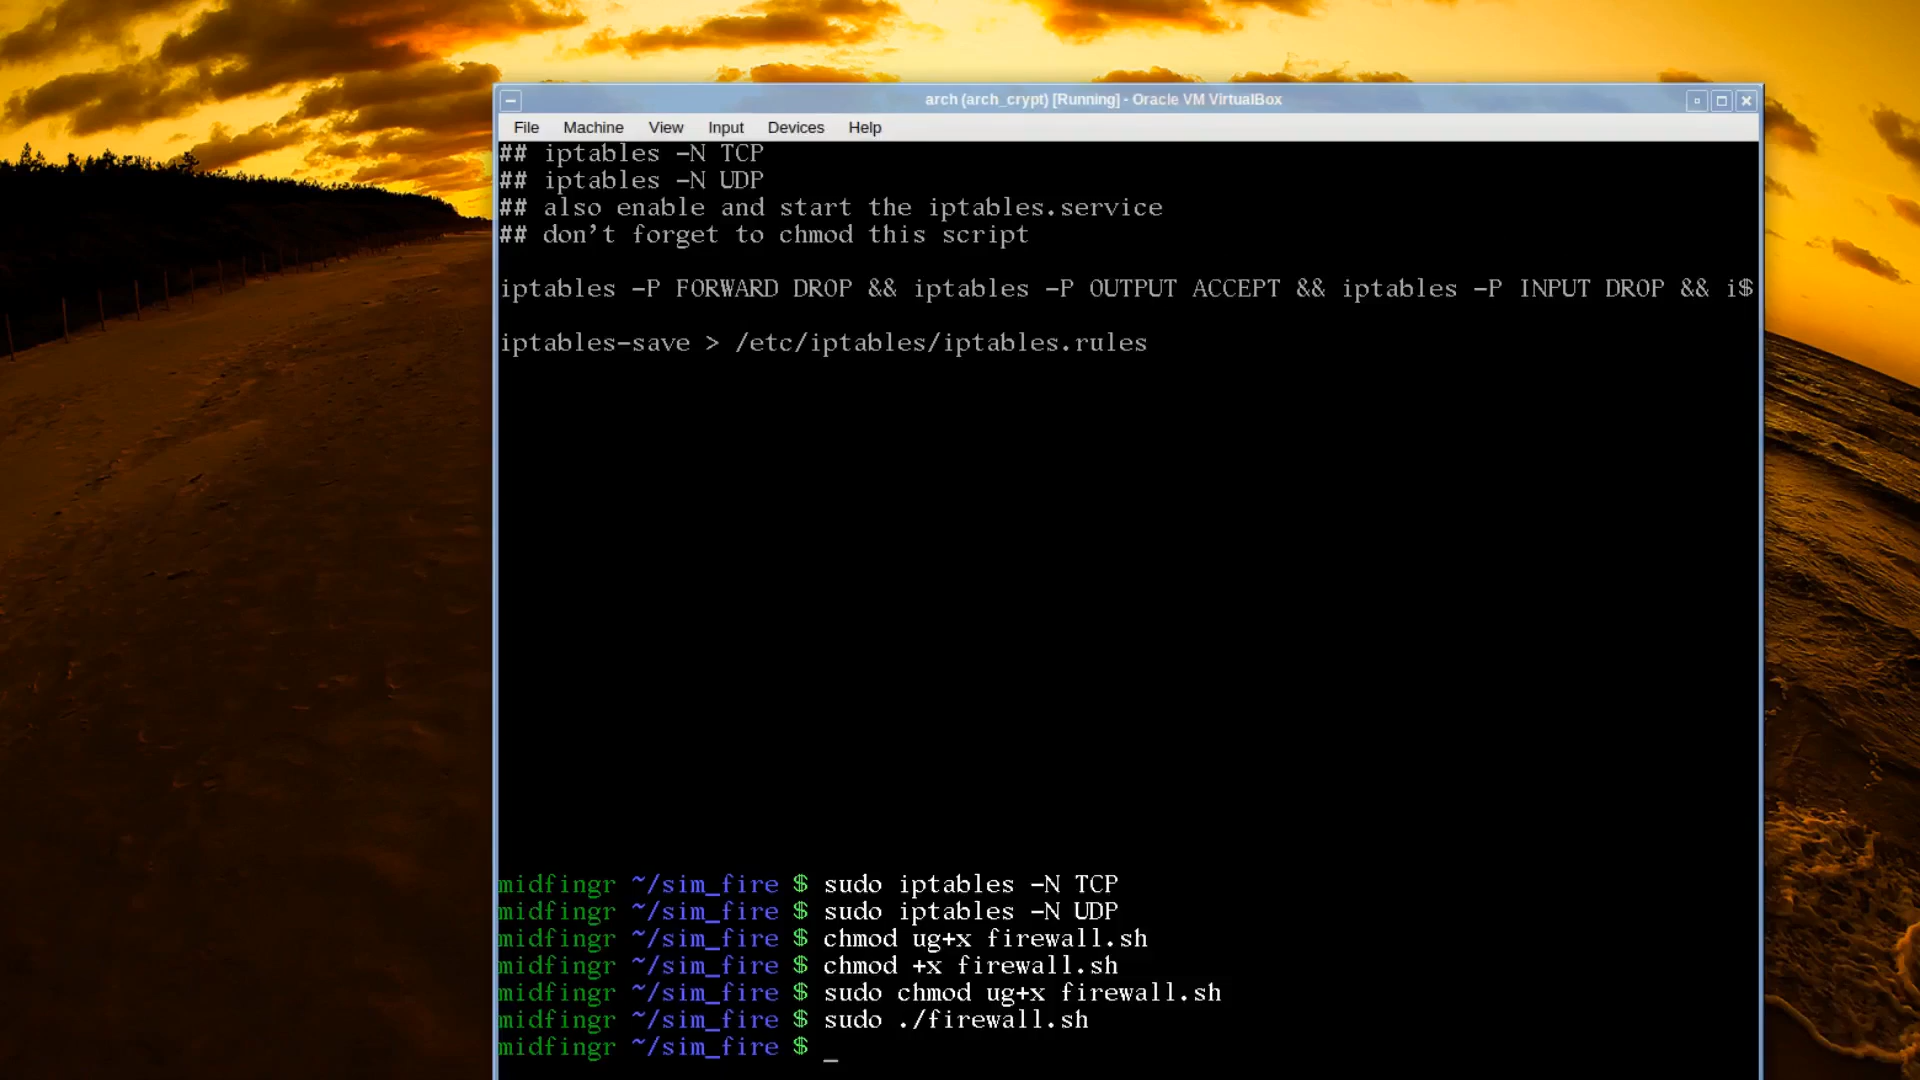 arch (arch_crypt) [Running] - Oracle VM VirtualBox
File Machine View Input Devices Help
## iptables -N TCP
## iptables -N UDP
## also enable and start the iptables.service
## don't forget to chmod this script
iptables -P FORWARD DROP && iptables -P OUTPUT ACCEPT && iptables -P INPUT DROP && i$
iptables-save > /etc/iptables/iptables.rules
midfingr ~/sim_fire $ sudo iptables -N TCP
midfingr ~/sim_fire $ sudo iptables -N UDP
midfingr ~/sim_fire $ chmod ug+x firewall.sh
midfingr ~/sim_fire $ chmod +x firewall.sh
midfingr ~/sim_fire $ sudo chmod ug+x firewall.sh
midfingr ~/sim_fire $ sudo ./firewall.sh
midfingr ~/sim_fire $ _